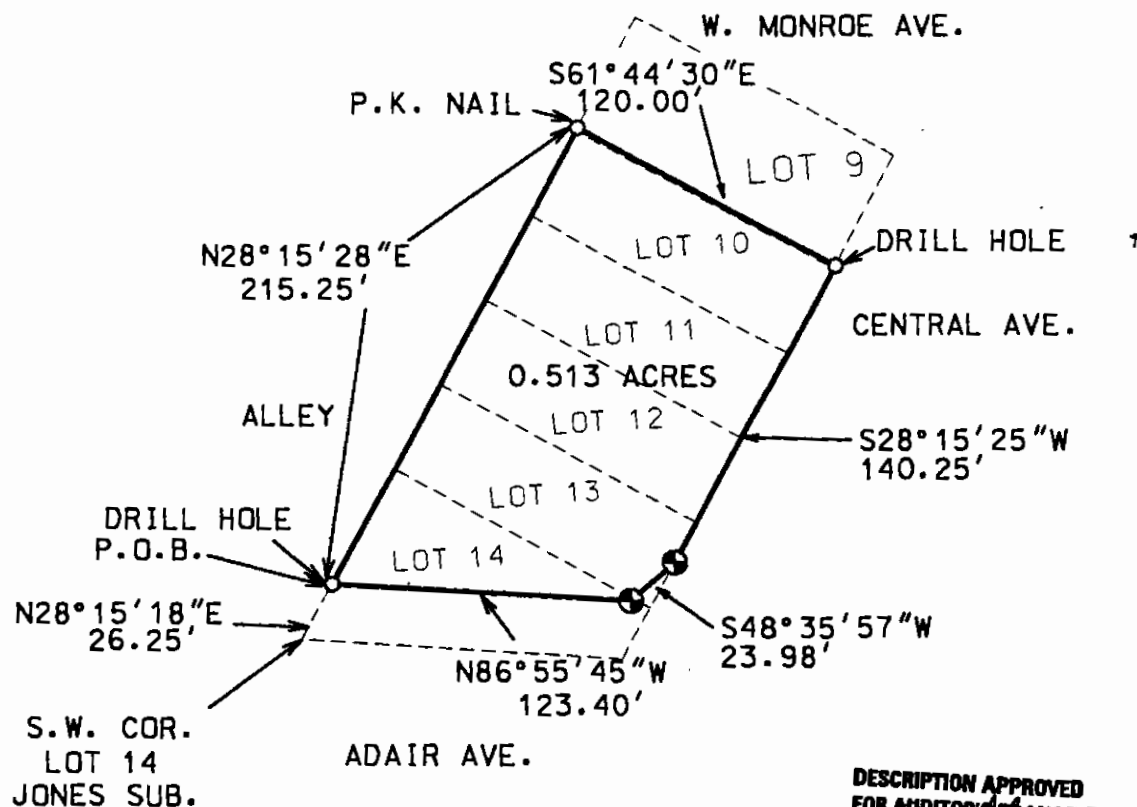 W. MONROE AVE.
S61°44'30"E
120.00'
P.K. NAIL
LOT 9
LOT 10
DRILL HOLE
N28°15'28"E
215.25'
LOT 11
CENTRAL AVE.
0.513 ACRES
ALLEY
LOT 12
S28°15'25"W
140.25'
LOT 13
DRILL HOLE
P.O.B.
LOT 14
N28°15'18"E
26.25'
S48°35'57"W
23.98'
N86°55'45"W
123.40'
S.W. COR.
LOT 14
JONES SUB.
ADAIR AVE.
DESCRIPTION APPROVED